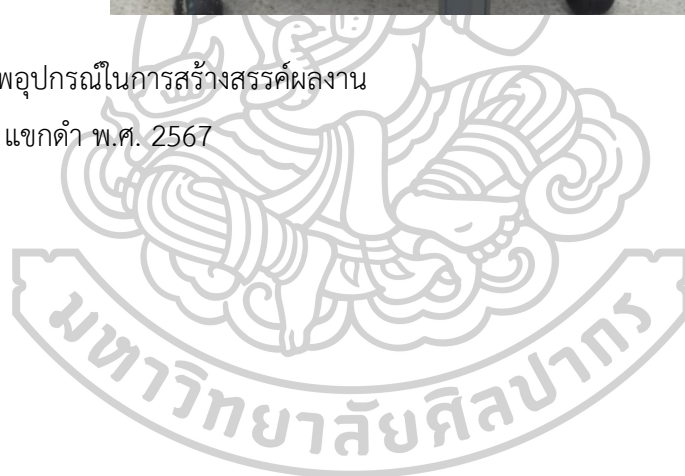 พอุปกรณ์ในการสร้างสรรค์ผลงาน
แขกดำ พ.ศ. 2567
มหาวิทยาลัยศิลปากร